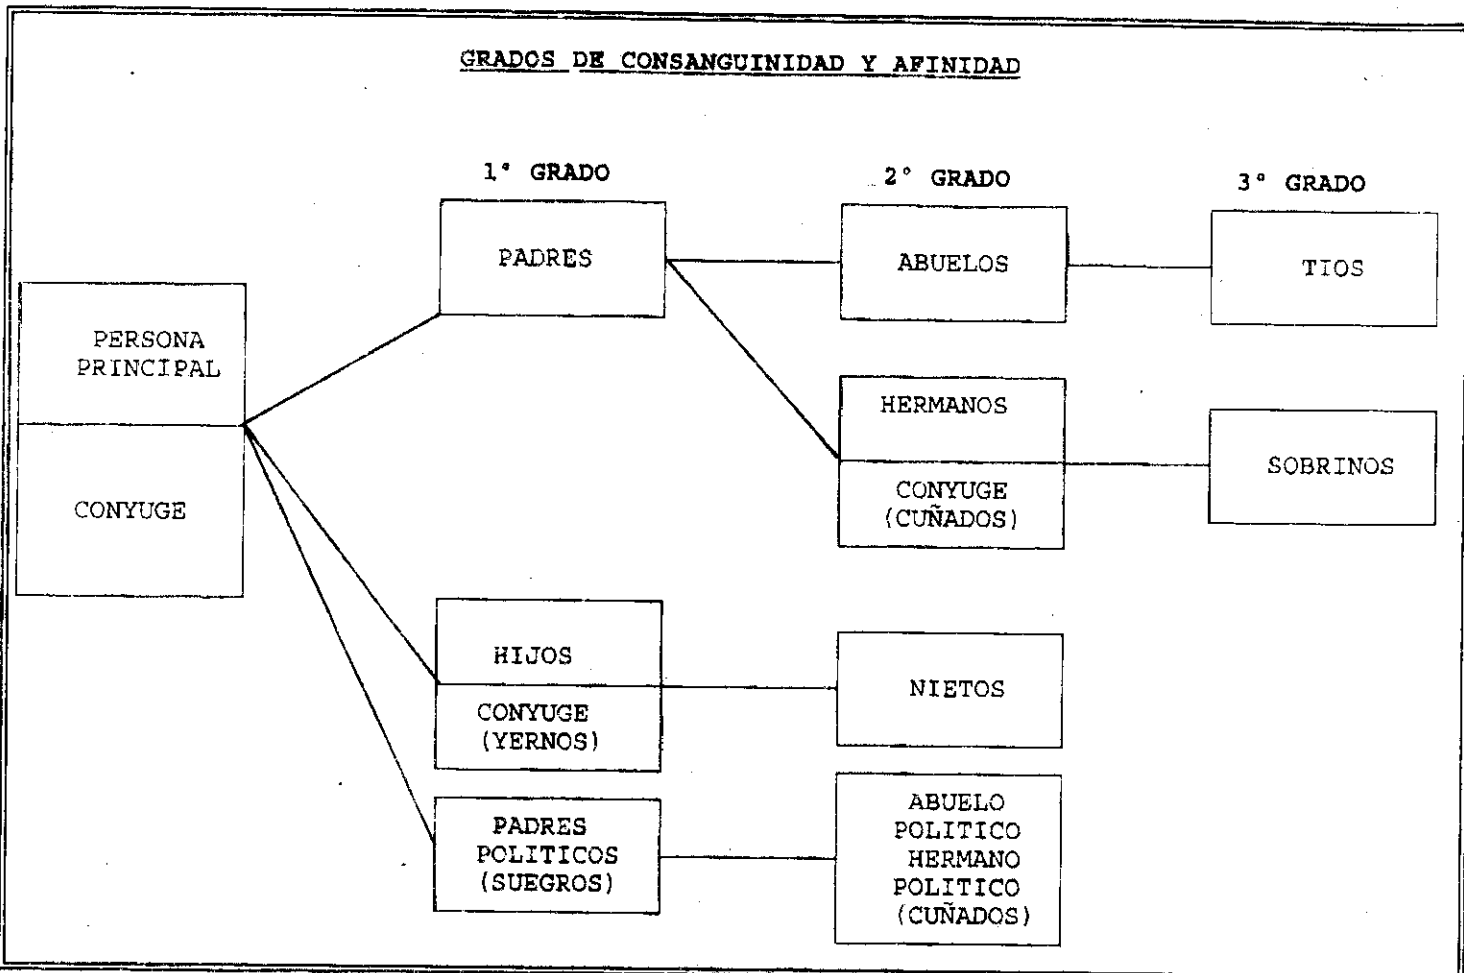 GRADOS DE CONSANGUINIDAD Y AFINIDAD
1° GRADO
2° GRADO
3° GRADO
PADRES
ABUELOS
TIOS
PERSONA
PRINCIPAL
CONYUGE
HERMANOS
CONYUGE
(CUÑADOS)
SOBRINOS
HIJOS
CONYUGE
(YERNOS)
NIETOS
PADRES
POLITICOS
(SUEGROS)
ABUELO
POLITICO
HERMANO
POLITICO
(CUÑADOS)